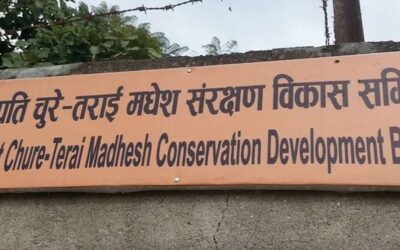 पति चुरे-तराई मधेश संरक्षण विकास समि
t Chure-Terai Madhesh Conservation Development B